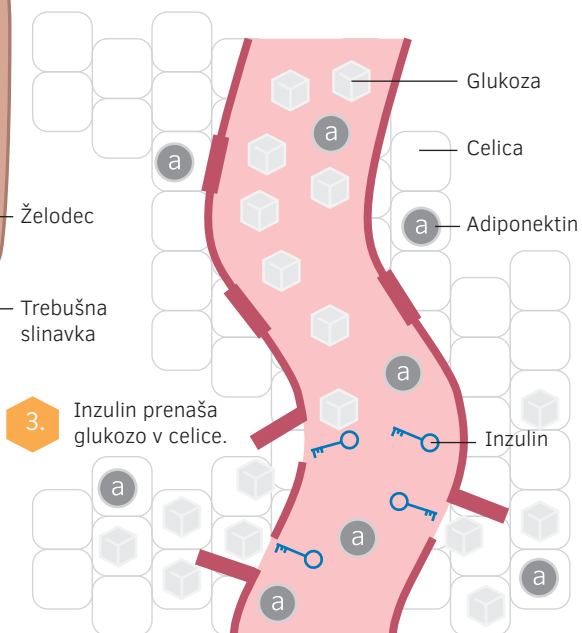 Glukoza
a
Celica
a
Želodec
a
Adiponektin
Trebušna
slinavka
a
3.
Inzulin prenaša
glukozo v celice.
Inzulin
a
a
a
a